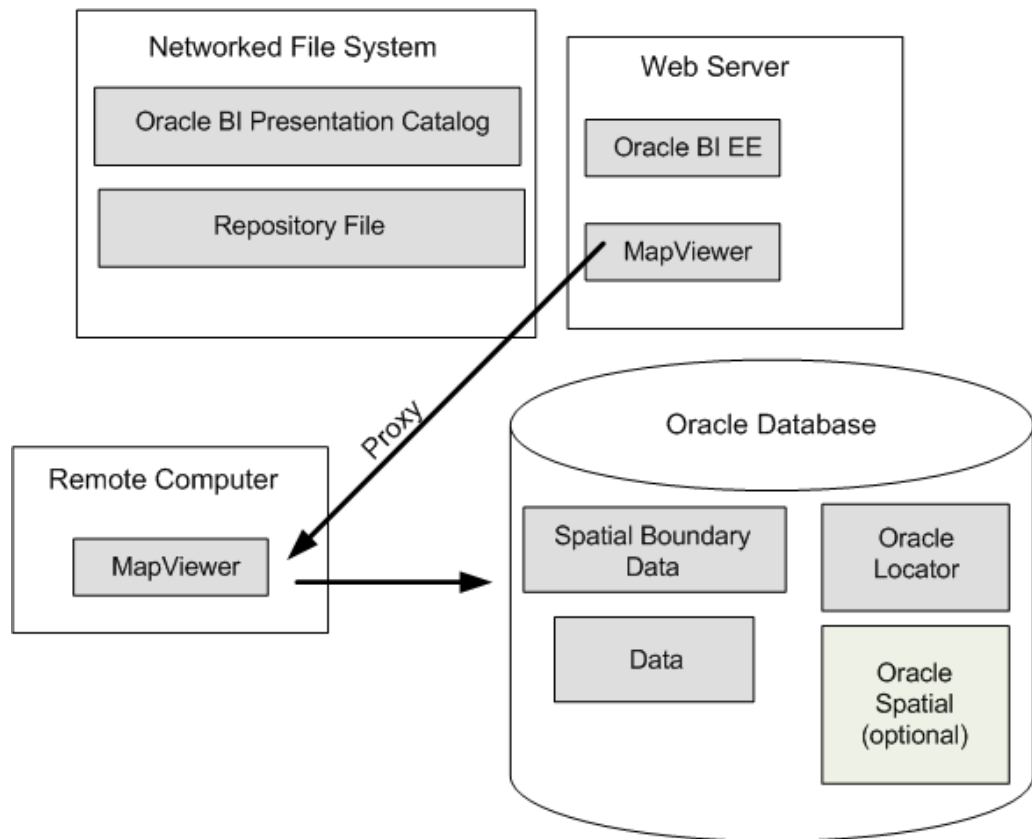 Networked File System
Oracle BI Presentation Catalog
Repository File
Web Server
Oracle BI EE
MapViewer
Proxy
Remote Computer
MapViewer
Oracle Database
Spatial Boundary
Data
Data
Oracle
Locator
Oracle
Spatial
(optional)